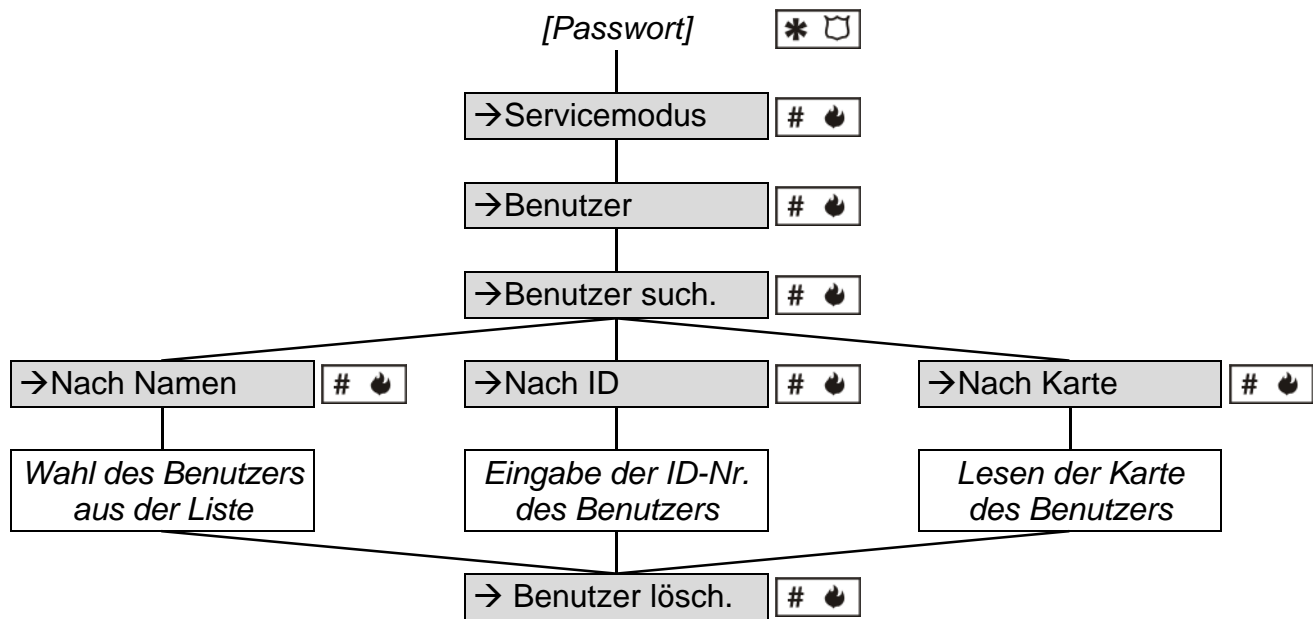 [Passwort] *
→Servicemodus #
→Benutzer #
→Benutzer such. #
→Nach Namen # →Nach ID # →Nach Karte #
Wahl des Benutzers Eingabe der ID-Nr. Lesen der Karte
aus der Liste des Benutzers des Benutzers
→ Benutzer lösch. #